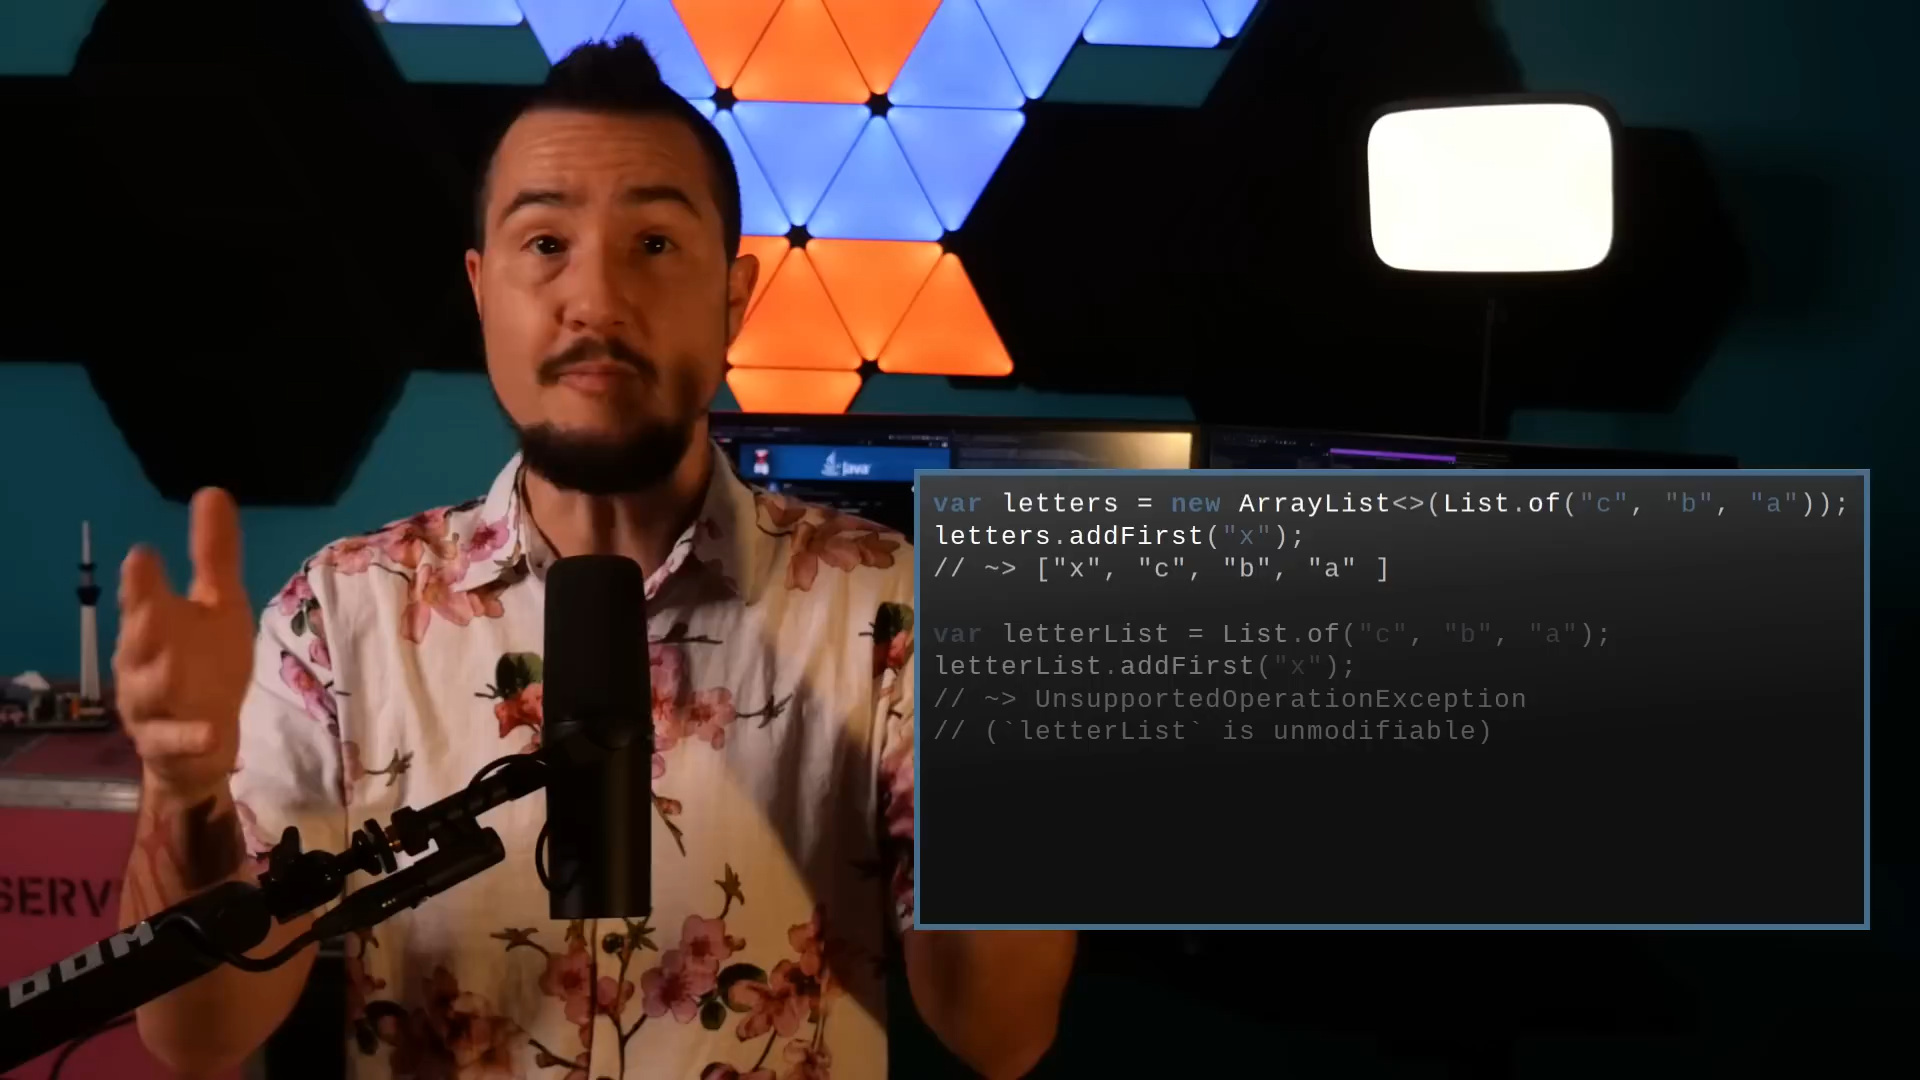 Java
var letters = new ArrayList<>(List.of("c", "b", "a"));
letters.addFirst("x");
// ~> ["x", "c", "b", "a" ]
var letterList = List.of("c", "b", "a");
letterList.addFirst("x");
// ~> UnsupportedOperationException
// (`letterList` is unmodifiable)
SERV